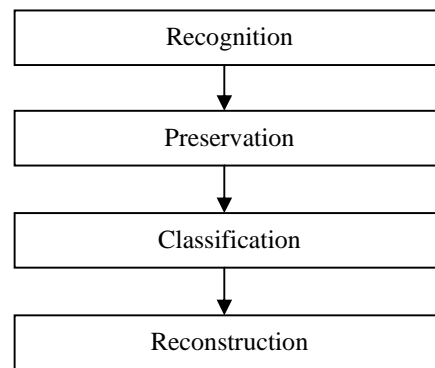 Recognition
Preservation
Classification
Reconstruction